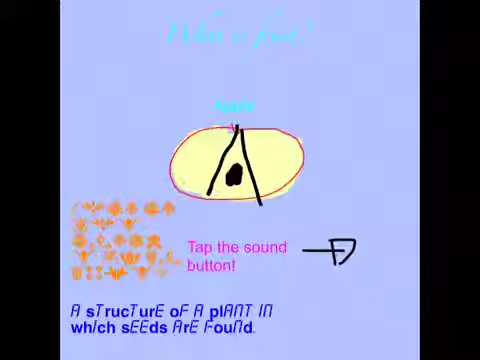 What is fruit?
Apple
Tap the sound
button!
A sTrucTurE oF A plANT IN
which sEEds ArE FouNd.